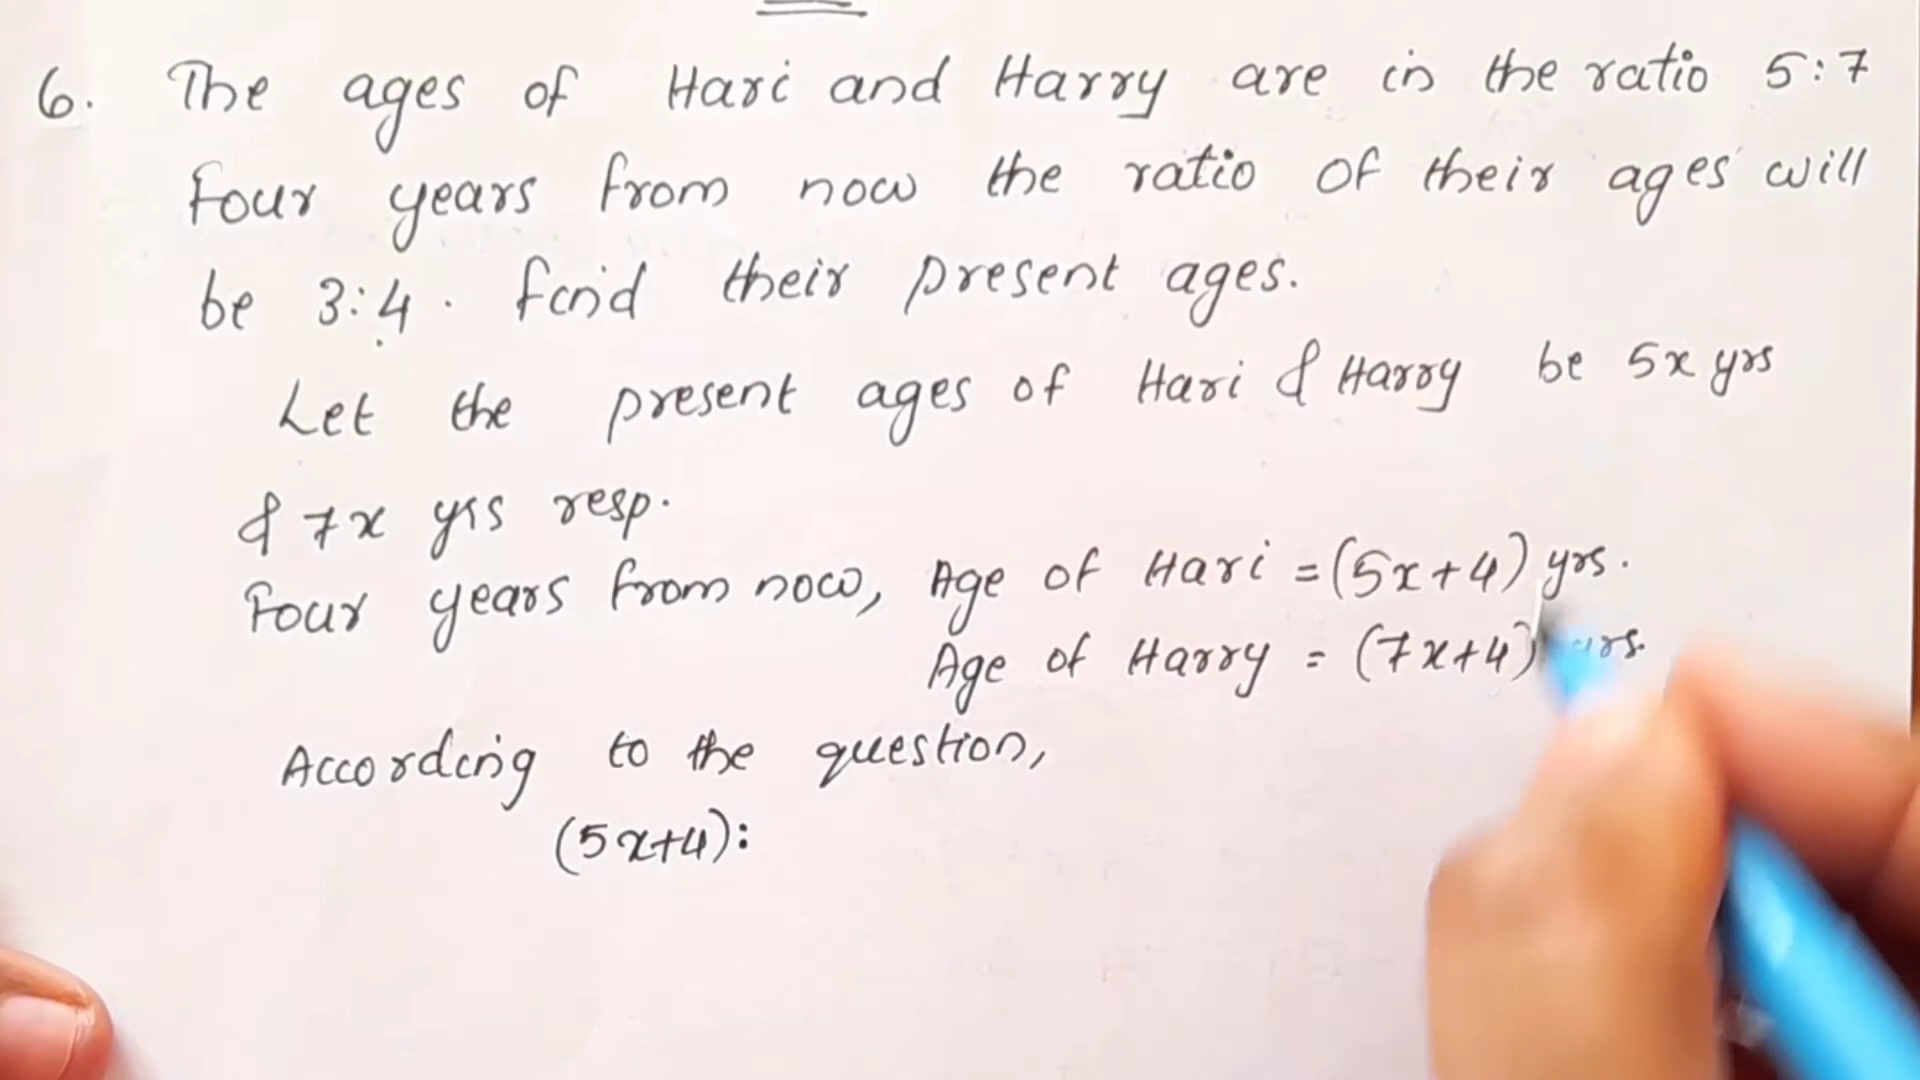 6. The ages of Hari and Harry are in the ratio 5:7
Four years from now the ratio of their ages will
be 3:4. Find their present ages.
Let the present ages of Hari & Harry be 5x yrs
& 7x yrs resp.
Four years from now, Age of Hari = (5x+4) yrs.
Age of Harry = (7x+4) yrs.
According to the question,
(5x+4):